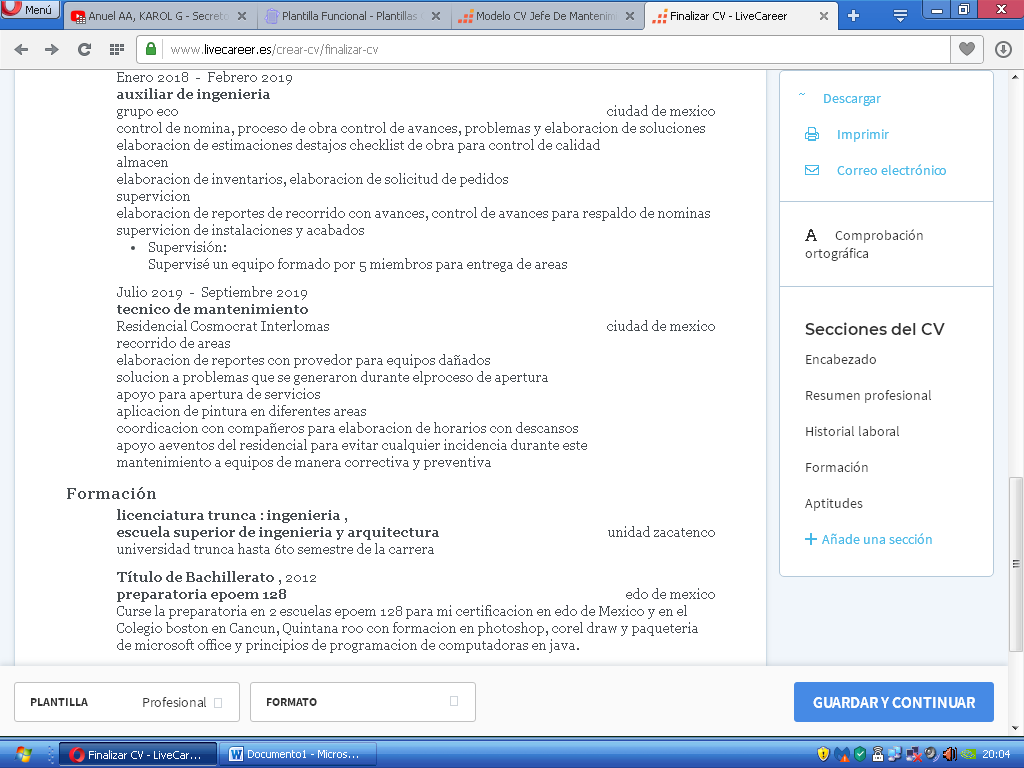 Menú
Anuel AA, KAROL G - Secreto
Plantilla Funcional - Plantillas
Modelo CV Jefe De Mantenim
Finalizar CV - LiveCareer
www.livecareer.es/crear-cv/finalizar-cv
Enero 2018 - Febrero 2019
auxiliar de ingenieria
grupo eco ciudad de mexico
control de nomina, proceso de obra control de avances, problemas y elaboracion de soluciones
elaboracion de estimaciones destajos checklist de obra para control de calidad
almacen
elaboracion de inventarios, elaboracion de solicitud de pedidos
supervicion
elaboracion de reportes de recorrido con avances, control de avances para respaldo de nominas
supervicion de instalaciones y acabados
• Supervisión:
Supervisé un equipo formado por 5 miembros para entrega de areas
Julio 2019 - Septiembre 2019
tecnico de mantenimiento
Residencial Cosmocrat Interlomas ciudad de mexico
recorrido de areas
elaboracion de reportes con provedor para equipos dañados
solucion a problemas que se generaron durante elproceso de apertura
apoyo para apertura de servicios
aplicacion de pintura en diferentes areas
coordicacion con compañeros para elaboracion de horarios con descansos
apoyo aeventos del residencial para evitar cualquier incidencia durante este
mantenimiento a equipos de manera correctiva y preventiva
Formación
licenciatura trunca : ingenieria ,
escuela superior de ingenieria y arquitectura unidad zacatenco
universidad trunca hasta 6to semestre de la carrera
Título de Bachillerato , 2012
preparatoria epoem 128 edo de mexico
Curse la preparatoria en 2 escuelas epoem 128 para mi certificacion en edo de Mexico y en el
Colegio boston en Cancun, Quintana roo con formacion en photoshop, corel draw y paqueteria
de microsoft office y principios de programacion de computadoras en java.
Descargar
Imprimir
Correo electrónico
A Comprobación
ortográfica
Secciones del CV
Encabezado
Resumen profesional
Historial laboral
Formación
Aptitudes
+ Añade una sección
PLANTILLA Profesional
FORMATO
GUARDAR Y CONTINUAR
Finalizar CV - LiveCar...
Documento1 - Micros...
20:04